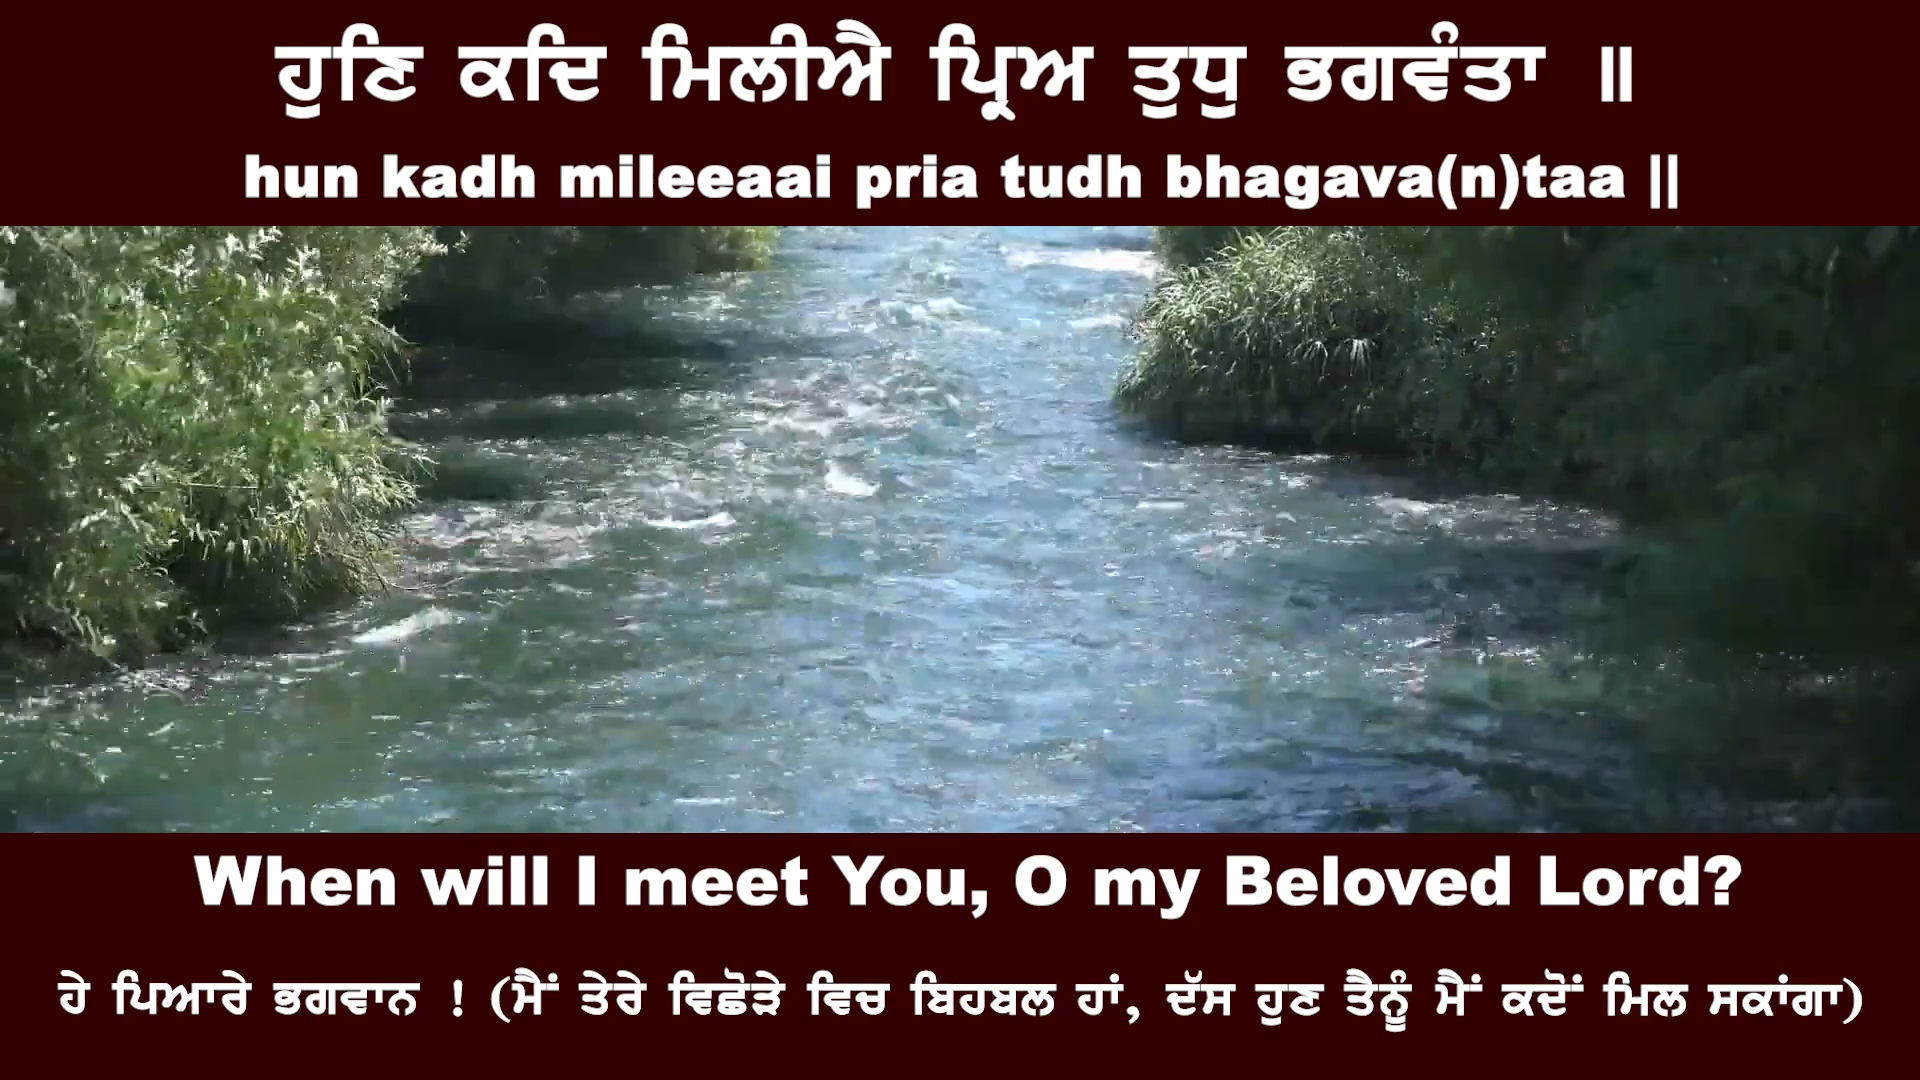 ਹੁਣਿ ਕਦਿ ਮਿਲੀਐ ਪ੍ਰਿਅ ਤੁਧੁ ਭਗਵੰਤਾ ॥
hun kadh mileeaai pria tudh bhagava(n)taa ||
When will I meet You, O my Beloved Lord?
ਹੇ ਪਿਆਰੇ ਭਗਵਾਨ ! (ਮੈਂ ਤੇਰੇ ਵਿਛੋੜੇ ਵਿਚ ਬਿਹਬਲ ਹਾਂ, ਦੱਸ ਹੁਣ ਤੈਨੂੰ ਮੈਂ ਕਦੋਂ ਮਿਲ ਸਕਾਂਗਾ)